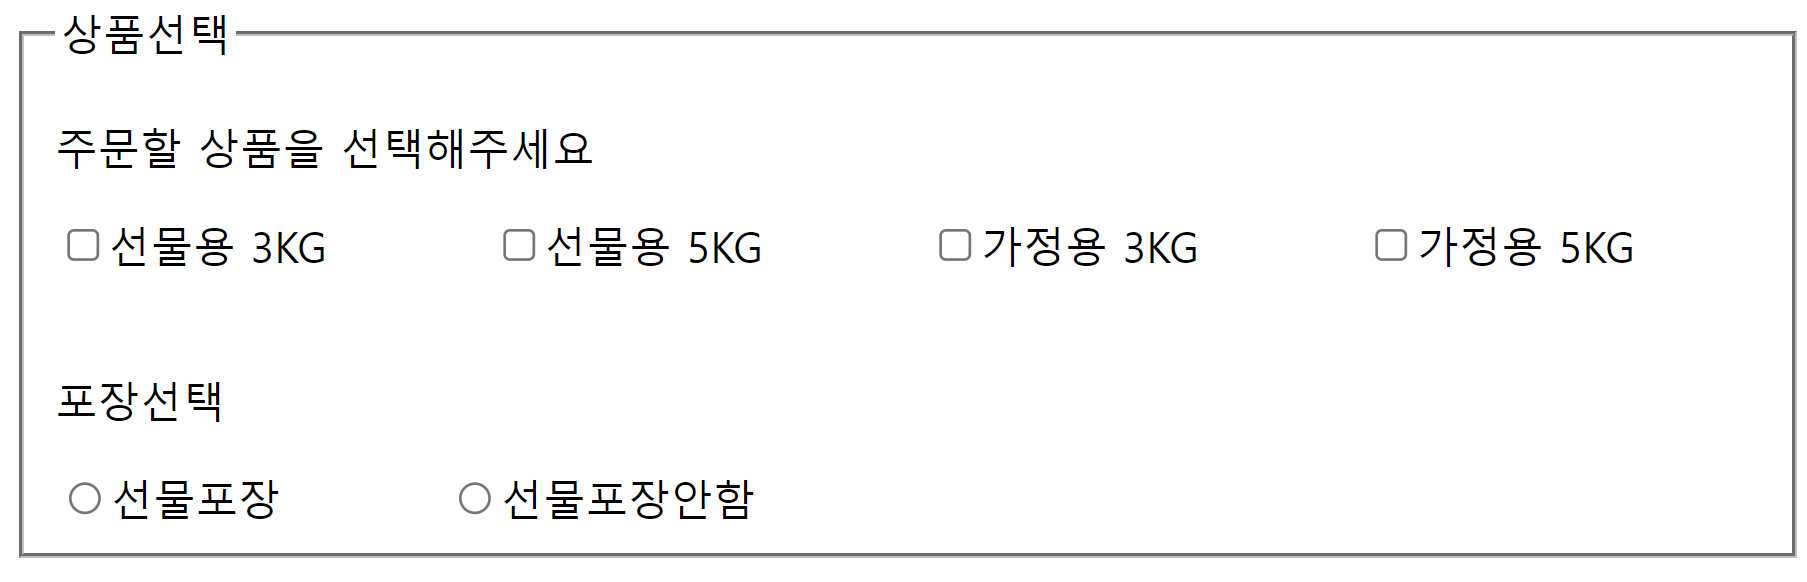 상품선택
주문할 상품을 선택해주세요
선물용 3KG 선물용 5KG 가정용 3KG 가정용 5KG
포장선택
선물포장 선물포장안함